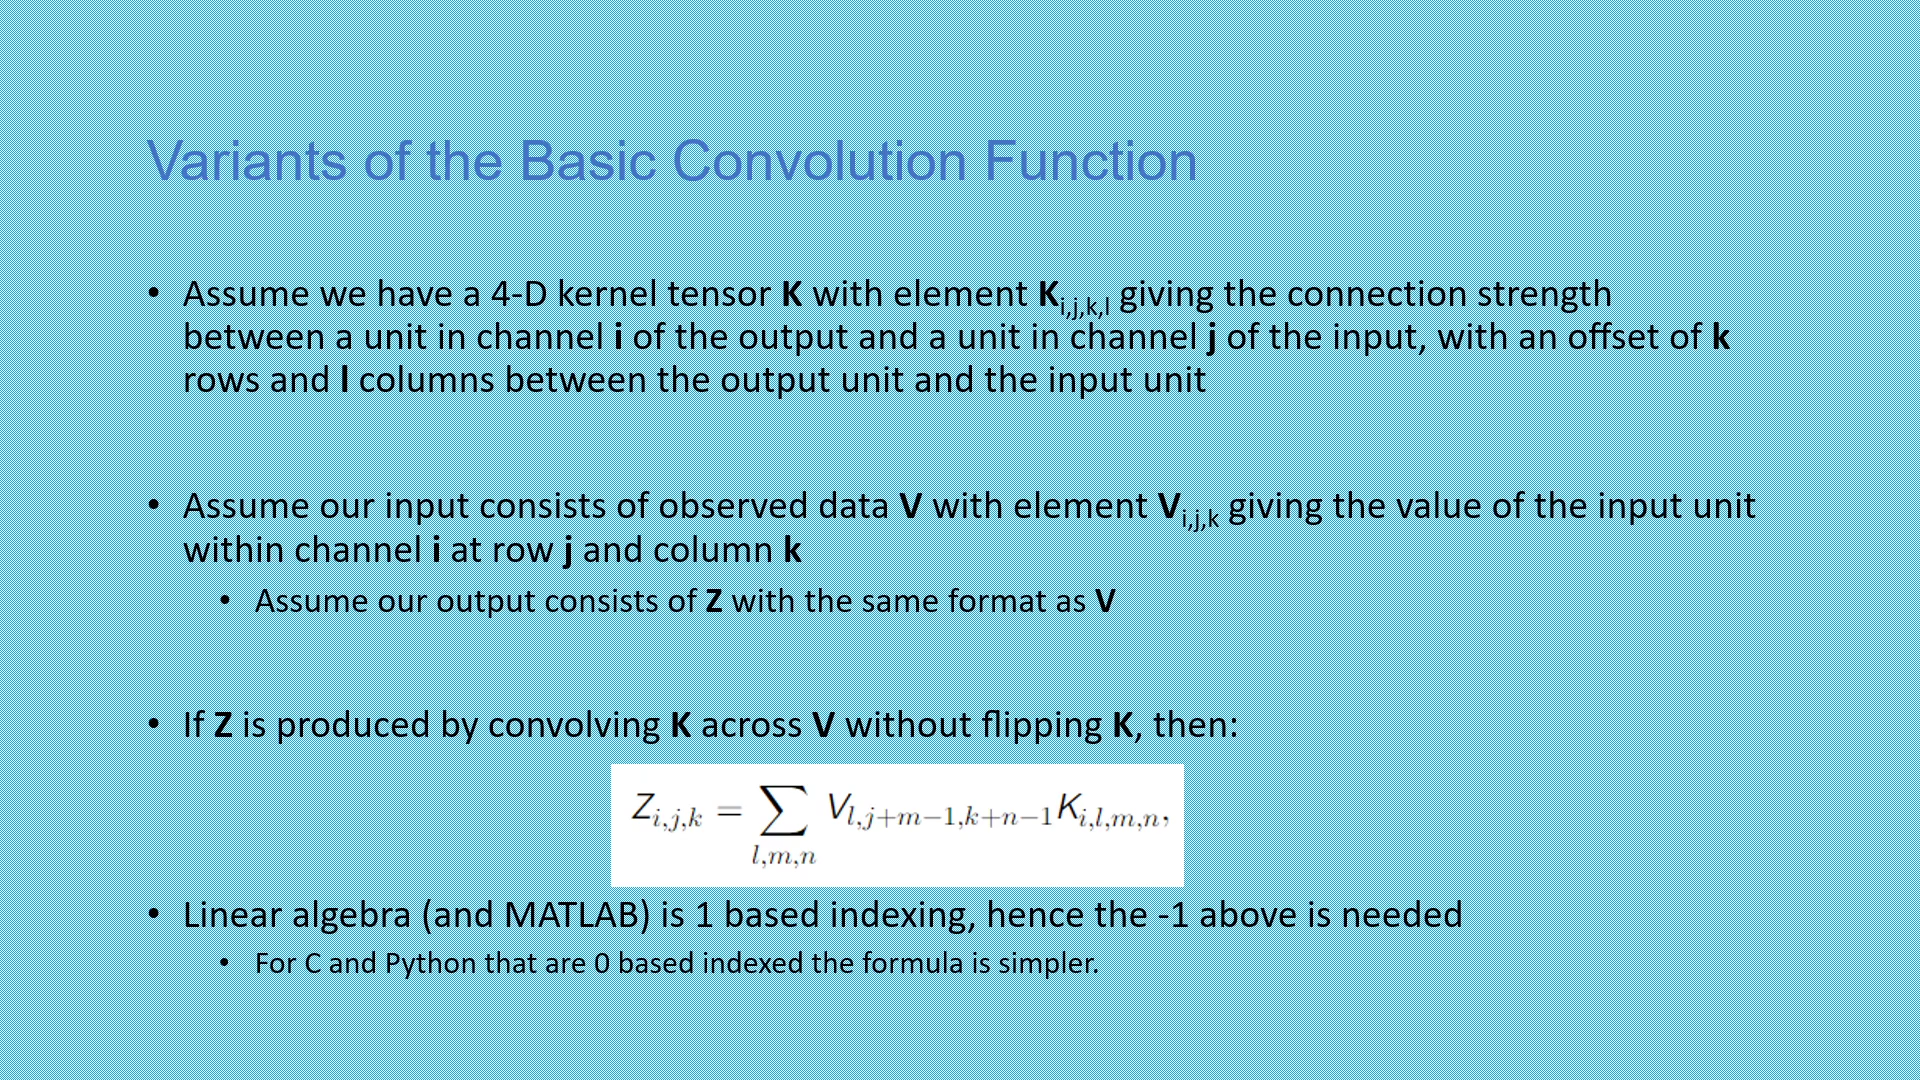 Variants of the Basic Convolution Function
• Assume we have a 4-D kernel tensor K with element Ki,j,k,l giving the connection strength
between a unit in channel i of the output and a unit in channel j of the input, with an offset of k
rows and l columns between the output unit and the input unit
• Assume our input consists of observed data V with element Vi,j,k giving the value of the input unit
within channel i at row j and column k
• Assume our output consists of Z with the same format as V
• If Z is produced by convolving K across V without flipping K, then:
Zi,j,k = ∑l,m,n Vl,j+m−1,k+n−1Ki,l,m,n,
• Linear algebra (and MATLAB) is 1 based indexing, hence the -1 above is needed
• For C and Python that are 0 based indexed the formula is simpler.